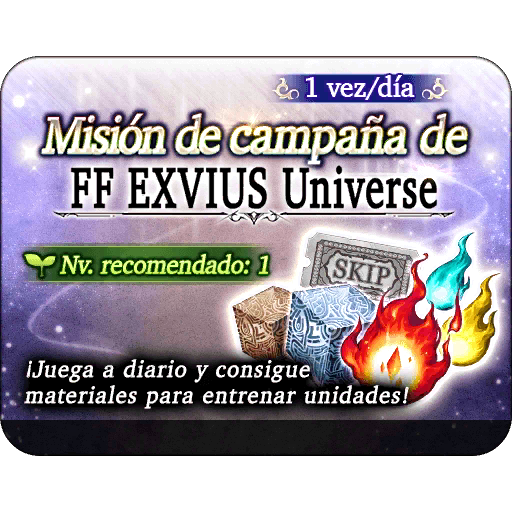 1 vez/día
Misión de campaña de
FF EXVIUS Universe
Nv. recomendado: 1
SKIP
¡Juega a diario y consigue
materiales para entrenar unidades!